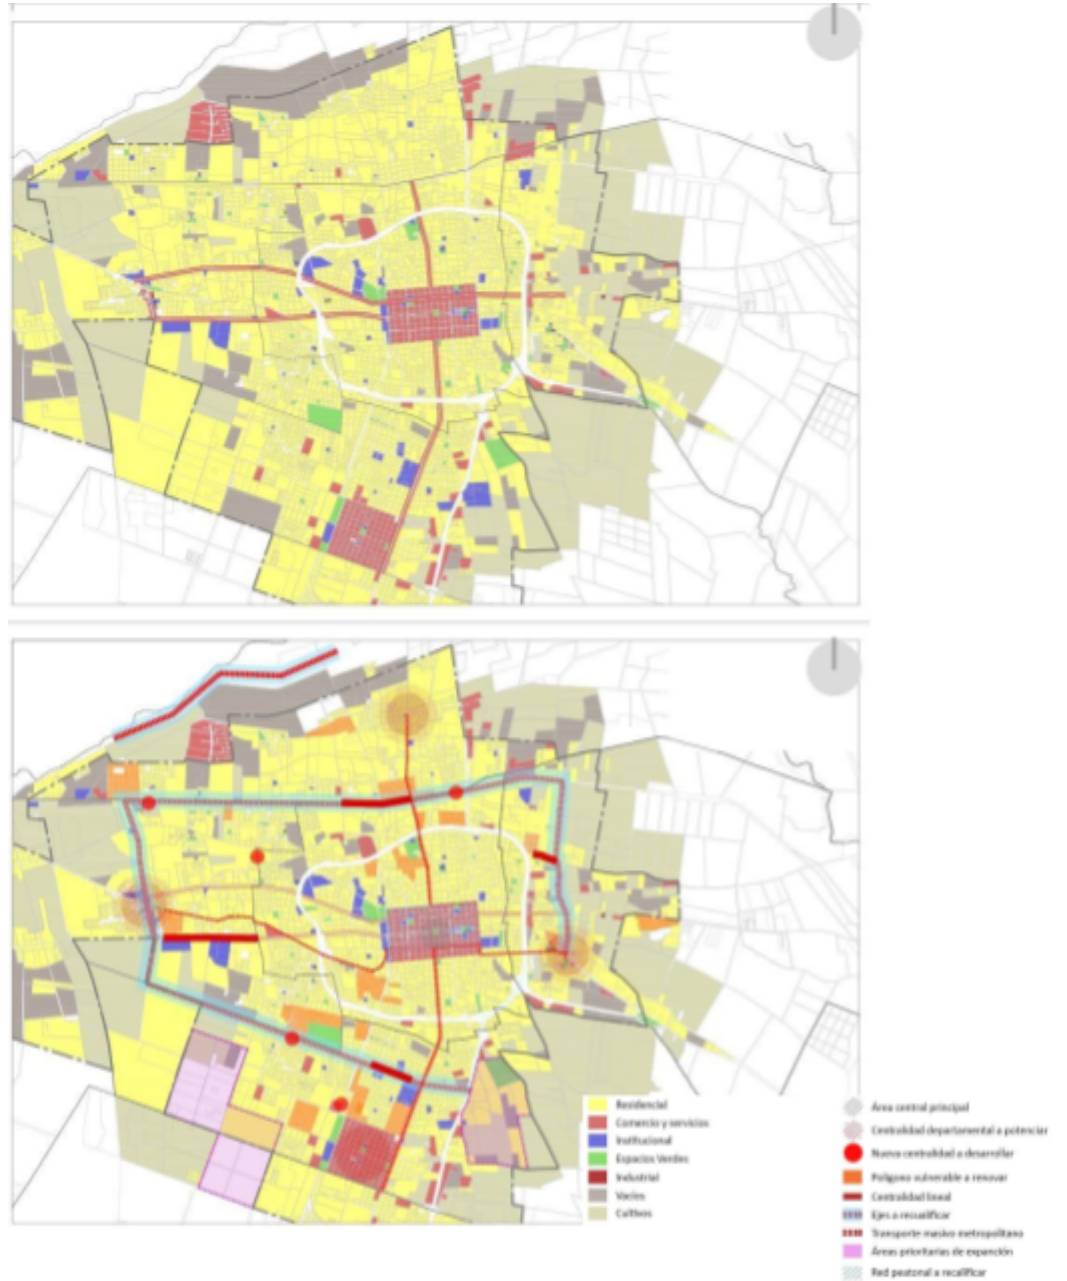 Residencial
Comercio y servicios
Institucional
Espacios Verdes
Industrial
Vacíos
Cultivos
Área central principal
Centralidad departamental a potenciar
Nueva centralidad a desarrollar
Polígono vulnerable a renovar
Centralidad lineal
Ejes a recualificar
Transporte masivo metropolitano
Áreas prioritarias de expansión
Red peatonal a recalificar